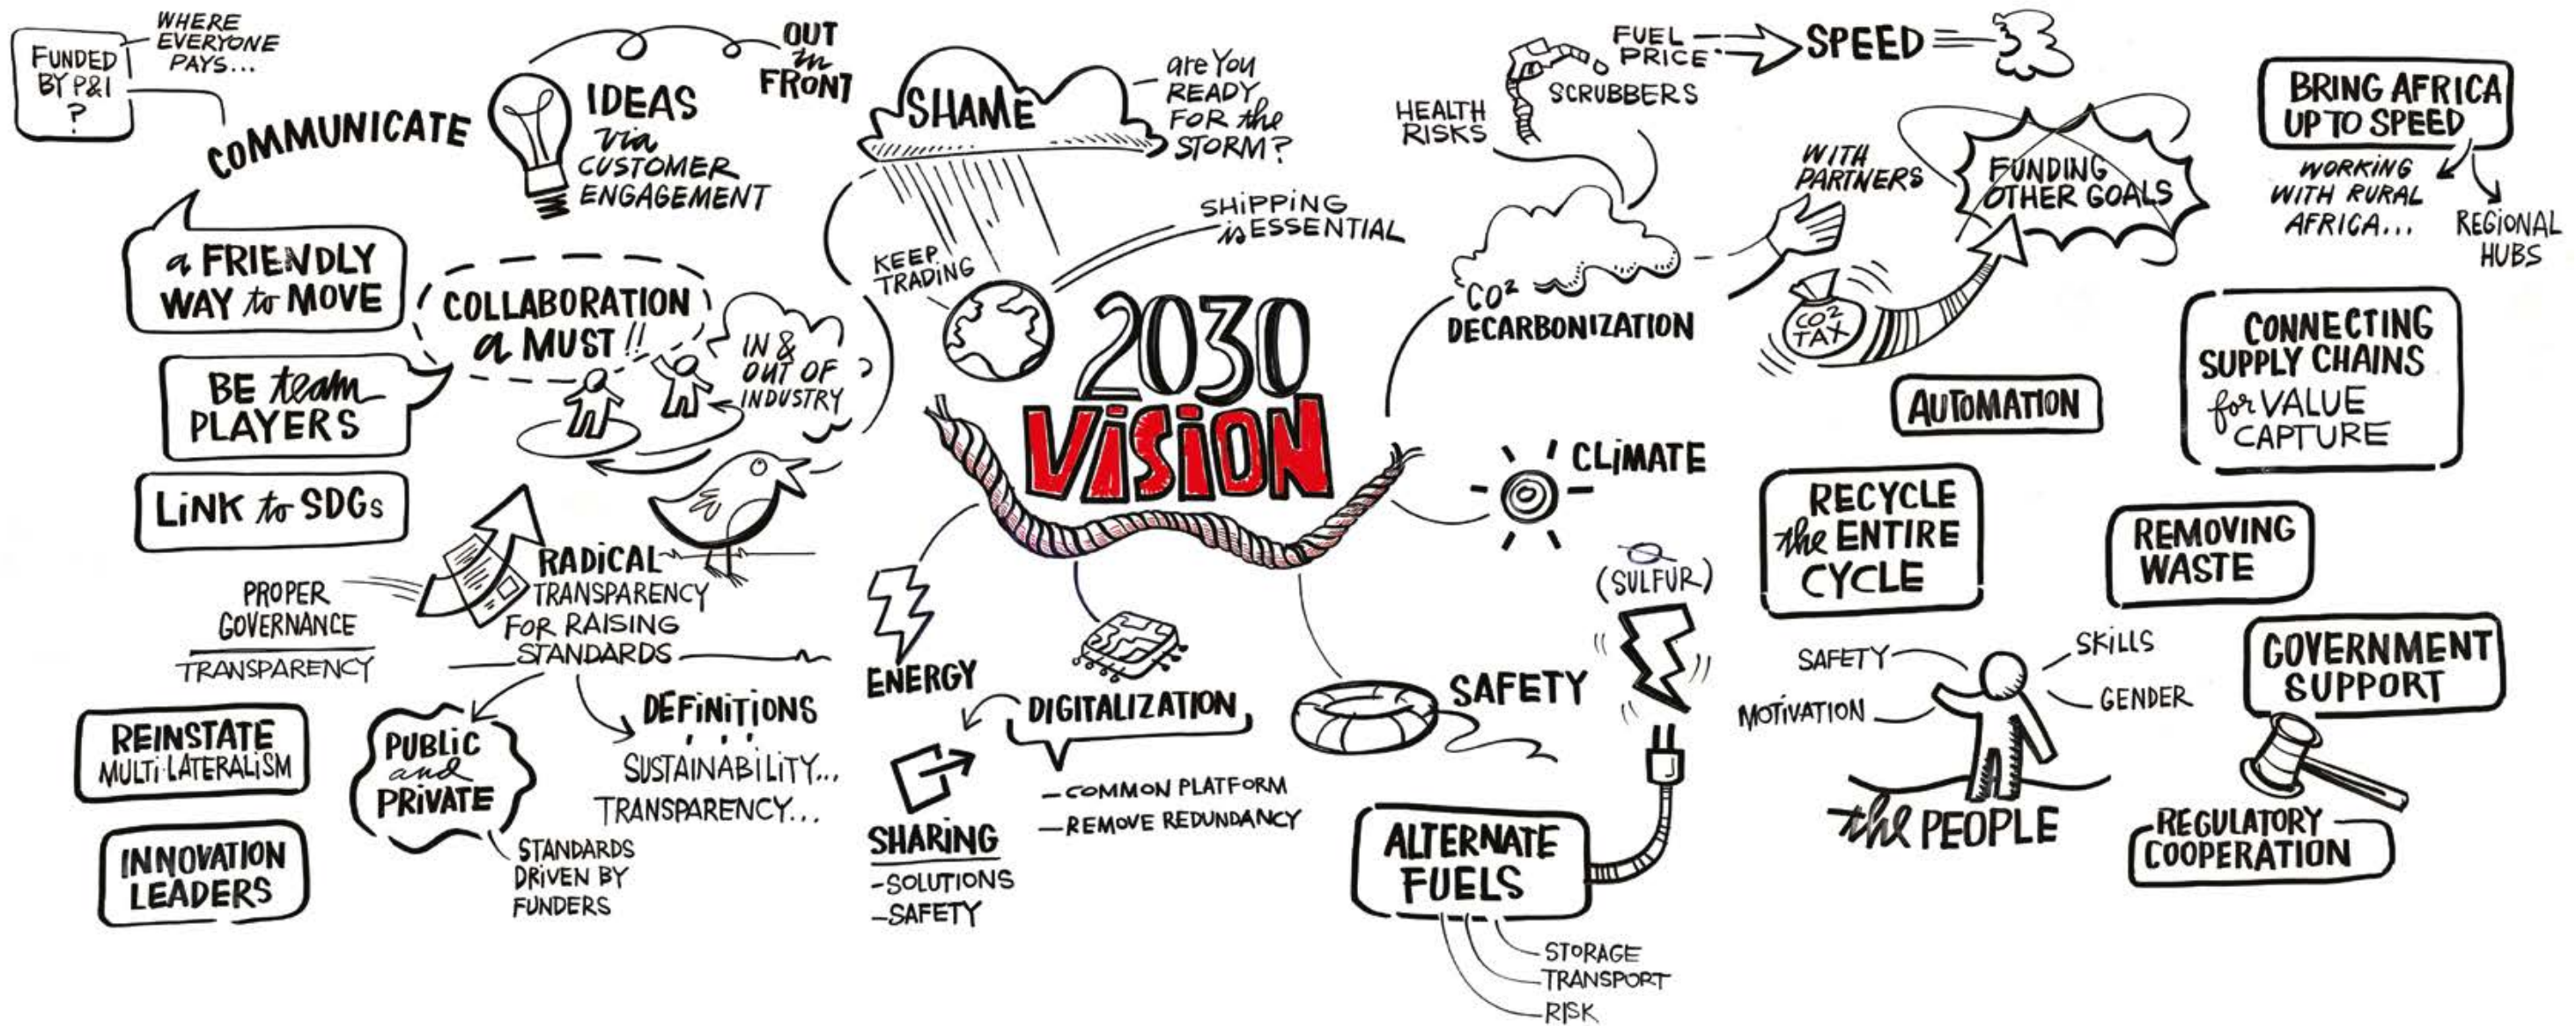 FUNDED
BY P&I
?
WHERE
EVERYONE
PAYS...
COMMUNICATE
IDEAS
via
CUSTOMER
ENGAGEMENT
OUT
in
FRONT
a FRIENDLY
WAY to MOVE
COLLABORATION
a MUST!!
IN &
OUT OF
INDUSTRY
BE team
PLAYERS
LINK to SDGs
PROPER
GOVERNANCE
TRANSPARENCY
RADICAL
TRANSPARENCY
FOR RAISING
STANDARDS
REINSTATE
MULTI-LATERALISM
INNOVATION
LEADERS
PUBLIC
and
PRIVATE
STANDARDS
DRIVEN BY
FUNDERS
DEFINITIONS
...
SUSTAINABILITY...
TRANSPARENCY...
SHAME
are YOU
READY
FOR the
STORM?
KEEP
TRADING
SHIPPING
is ESSENTIAL
2030
VISION
ENERGY
DIGITALIZATION
- COMMON PLATFORM
- REMOVE REDUNDANCY
SHARING
- SOLUTIONS
- SAFETY
SAFETY
CLIMATE
CO²
DECARBONIZATION
HEALTH
RISKS
SCRUBBERS
FUEL
PRICE
SPEED
WITH
PARTNERS
CO2
TAX
FUNDING
OTHER GOALS
BRING AFRICA
UP TO SPEED
WORKING
WITH RURAL
AFRICA...
REGIONAL
HUBS
CONNECTING
SUPPLY CHAINS
for VALUE
CAPTURE
AUTOMATION
RECYCLE
the ENTIRE
CYCLE
REMOVING
WASTE
(SULFUR)
ALTERNATE
FUELS
STORAGE
TRANSPORT
RISK
SAFETY
MOTIVATION
SKILLS
GENDER
the PEOPLE
GOVERNMENT
SUPPORT
REGULATORY
COOPERATION